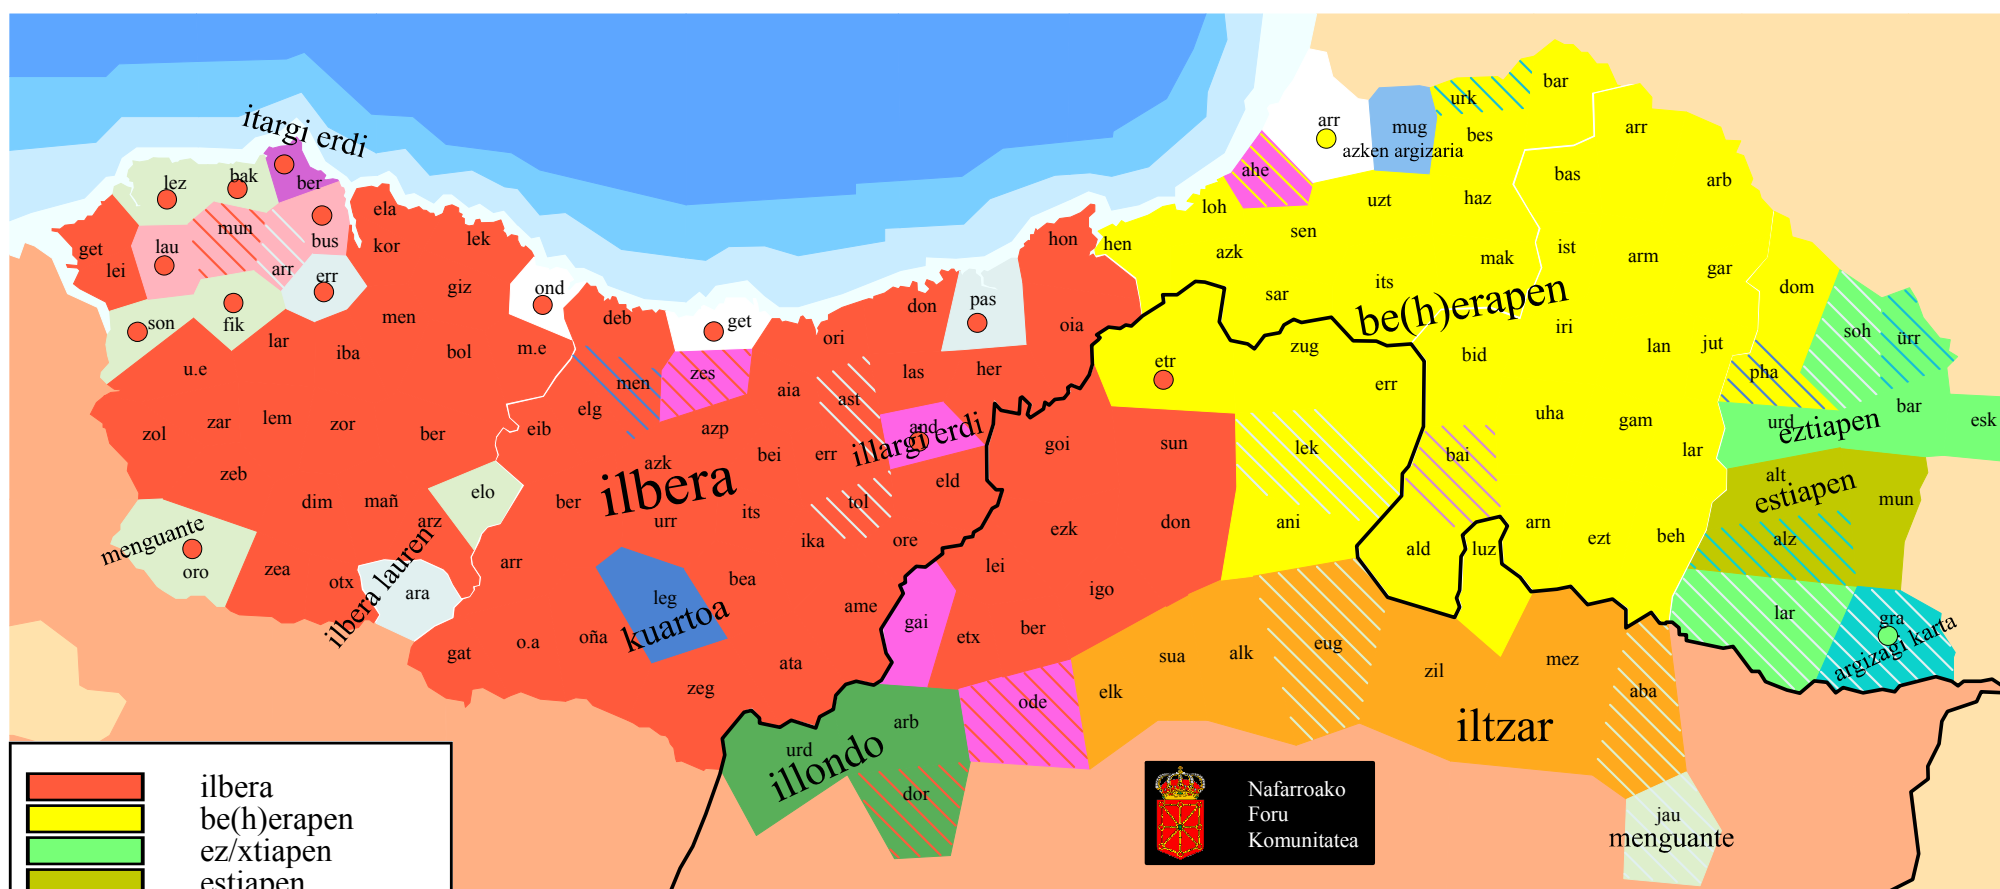 itargi erdi
lez
bak
ber
get
lei
lau
mun
arr
bus
err
son
fik
ela
kor
lek
giz
men
ond
lar
iba
bol
m.e
u.e
zol
zar
lem
zor
ber
zeb
dim
mañ
arz
elo
menguante
oro
zea
otx
ilbera lauren
ara
deb
get
men
zes
elg
eib
azp
azk
ilbera
ber
urr
its
arr
leg
kuartoa
bea
gat
o.a
oña
zeg
ata
ame
ori
don
pas
hon
oia
aia
ast
las
her
bei
err
and
illargi erdi
eld
tol
ika
ore
gai
etx
lei
ber
igo
ezk
goi
sun
don
etr
zug
err
lek
ani
hen
loh
azk
sen
sar
its
ahe
arr
mug
azken argizaria
urk
bar
bes
uzt
haz
mak
be(h)erapen
bid
iri
ist
bas
arr
arb
arm
gar
lan
jut
dom
pha
soh
ürr
uha
gam
lar
bai
arn
ald
luz
ezt
beh
urd
eztiapen
bar
esk
alt
estiapen
mun
alz
lar
gra
argizagi karta
urd
arb
illondo
dor
ode
elk
sua
alk
eug
zil
mez
aba
iltzar
jau
menguante
Nafarroako
Foru
Komunitatea
ilbera
be(h)erapen
ez/xtiapen
estiapen